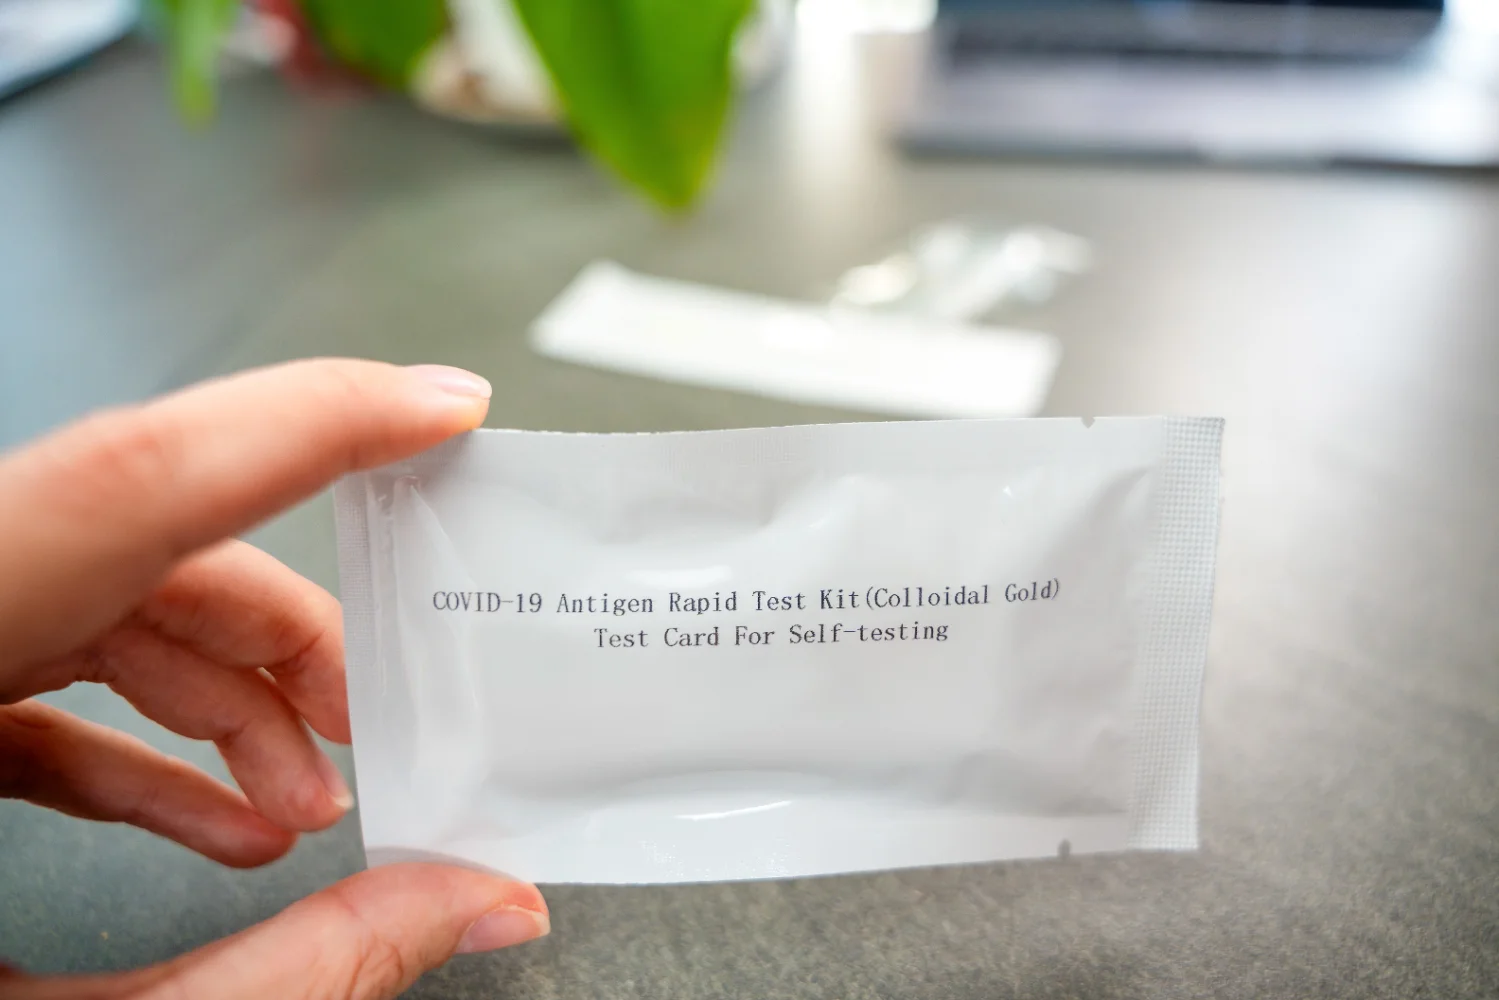 COVID-19 Antigen Rapid Test Kit(Colloidal Gold)
Test Card For Self-testing